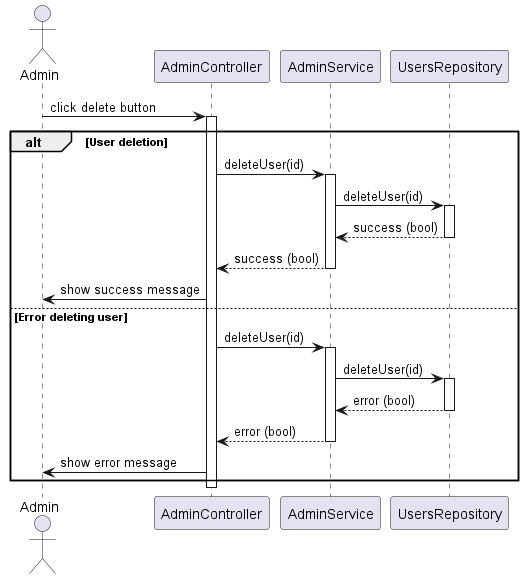 Admin
AdminController
AdminService
UsersRepository
click delete button
alt
[User deletion]
deleteUser(id)
deleteUser(id)
success (bool)
success (bool)
show success message
[Error deleting user]
deleteUser(id)
deleteUser(id)
error (bool)
error (bool)
show error message
Admin
AdminController
AdminService
UsersRepository